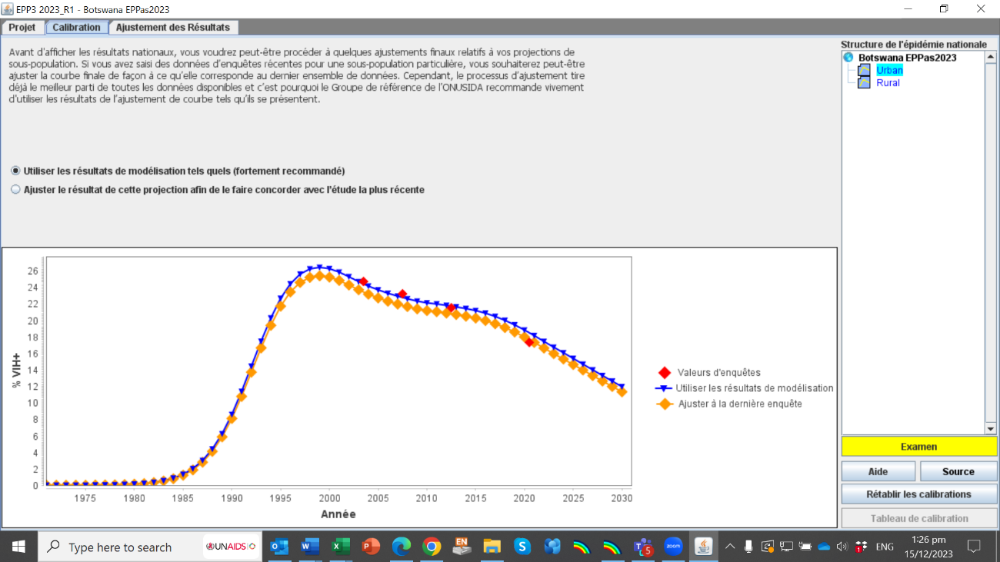 EPP3 2023_R1 - Botswana EPPas2023
Projet
Calibration
Ajustement des Résultats
Avant d'afficher les résultats nationaux, vous voudrez peut-être procéder à quelques ajustements finaux relatifs à vos projections de
sous-population. Si vous avez saisi des données d'enquêtes récentes pour une sous-population particulière, vous souhaiterez peut-être
ajuster la courbe finale de façon à ce qu'elle corresponde au dernier ensemble de données. Cependant, le processus d'ajustement tire
déjà le meilleur parti de toutes les données disponibles et c'est pourquoi le Groupe de référence de l'ONUSIDA recommande vivement
d'utiliser les résultats de l'ajustement de courbe tels qu'ils se présentent.
Utiliser les résultats de modélisation tels quels (fortement recommandé)
Ajuster le résultat de cette projection afin de le faire concorder avec l'étude la plus récente
Structure de l'épidémie nationale
Botswana EPPas2023
Urban
Rural
% VIH+
26
24
22
20
18
16
14
12
10
8
6
4
2
0
1975 1980 1985 1990 1995 2000 2005 2010 2015 2020 2025 2030
Année
Valeurs d'enquêtes
Utiliser les résultats de modélisation
Ajuster à la dernière enquête
Examen
Aide
Source
Rétablir les calibrations
Tableau de calibration
Type here to search
UNAIDS
EN
5
zoom
1
ENG
1:26 pm
15/12/2023